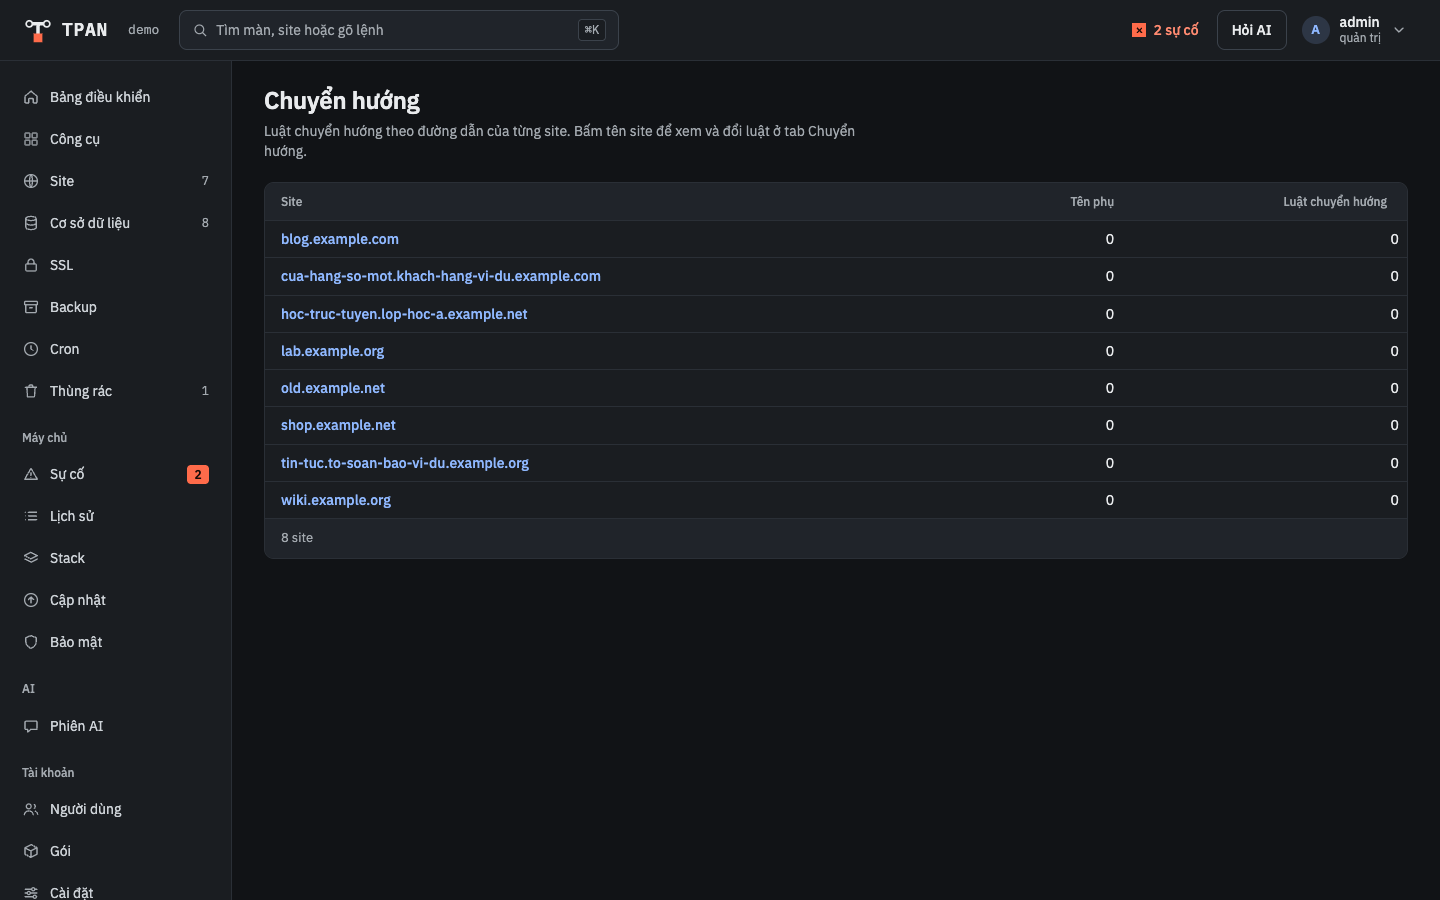 TPAN demo
Tìm màn, site hoặc gõ lệnh ⌘K
2 sự cố
Hỏi AI
A
admin
quản trị
Bảng điều khiển
Công cụ
Site 7
Cơ sở dữ liệu 8
SSL
Backup
Cron
Thùng rác 1
Máy chủ
Sự cố 2
Lịch sử
Stack
Cập nhật
Bảo mật
AI
Phiên AI
Tài khoản
Người dùng
Gói
Cài đặt
Chuyển hướng
Luật chuyển hướng theo đường dẫn của từng site. Bấm tên site để xem và đổi luật ở tab Chuyển
hướng.
Site Tên phụ Luật chuyển hướng
blog.example.com 0 0
cua-hang-so-mot.khach-hang-vi-du.example.com 0 0
hoc-truc-tuyen.lop-hoc-a.example.net 0 0
lab.example.org 0 0
old.example.net 0 0
shop.example.net 0 0
tin-tuc.to-soan-bao-vi-du.example.org 0 0
wiki.example.org 0 0
8 site